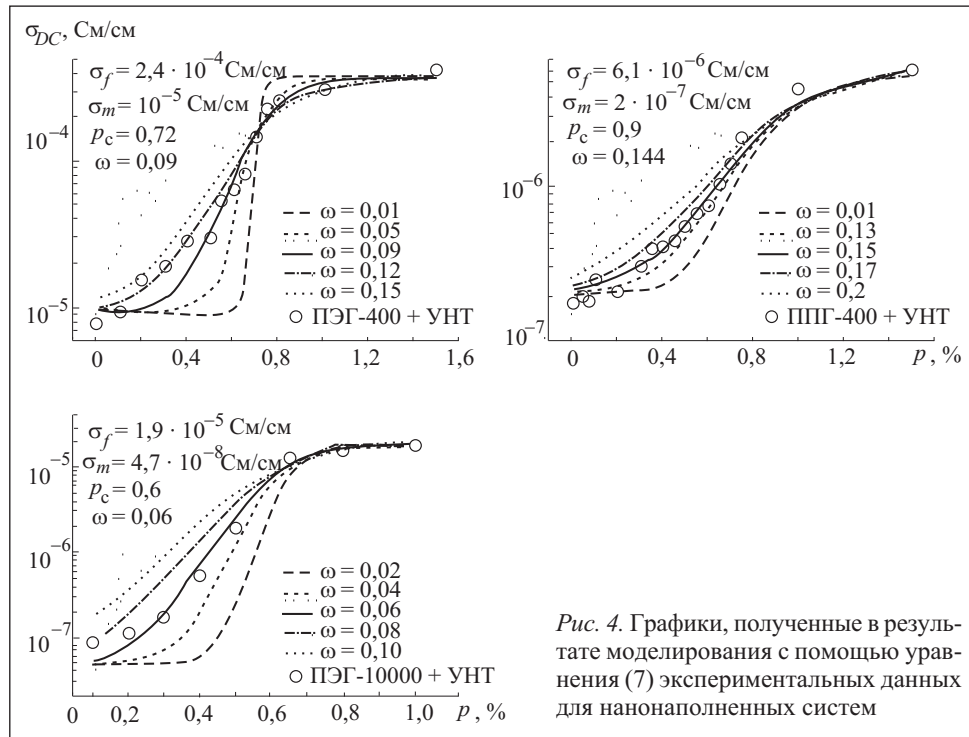 σDC, См/см
σf = 2,4 · 10⁻⁴ См/см
σm = 10⁻⁵ См/см
pc = 0,72
ω = 0,09
10⁻⁴
10⁻⁵
ω = 0,01
ω = 0,05
ω = 0,09
ω = 0,12
ω = 0,15
ПЭГ-400 + УНТ
0 0,4 0,8 1,2 1,6
σf = 6,1 · 10⁻⁶ См/см
σm = 2 · 10⁻⁷ См/см
pc = 0,9
ω = 0,144
10⁻⁶
10⁻⁷
ω = 0,01
ω = 0,13
ω = 0,15
ω = 0,17
ω = 0,2
ППГ-400 + УНТ
0 0,4 0,8 1,2 p, %
σf = 1,9 · 10⁻⁵ См/см
σm = 4,7 · 10⁻⁸ См/см
pc = 0,6
ω = 0,06
10⁻⁵
10⁻⁶
10⁻⁷
ω = 0,02
ω = 0,04
ω = 0,06
ω = 0,08
ω = 0,10
ПЭГ-10000 + УНТ
0 0,2 0,4 0,6 0,8 1,0 p, %
Рис. 4. Графики, полученные в резуль-
тате моделирования с помощью урав-
нения (7) экспериментальных данных
для нанонаполненных систем